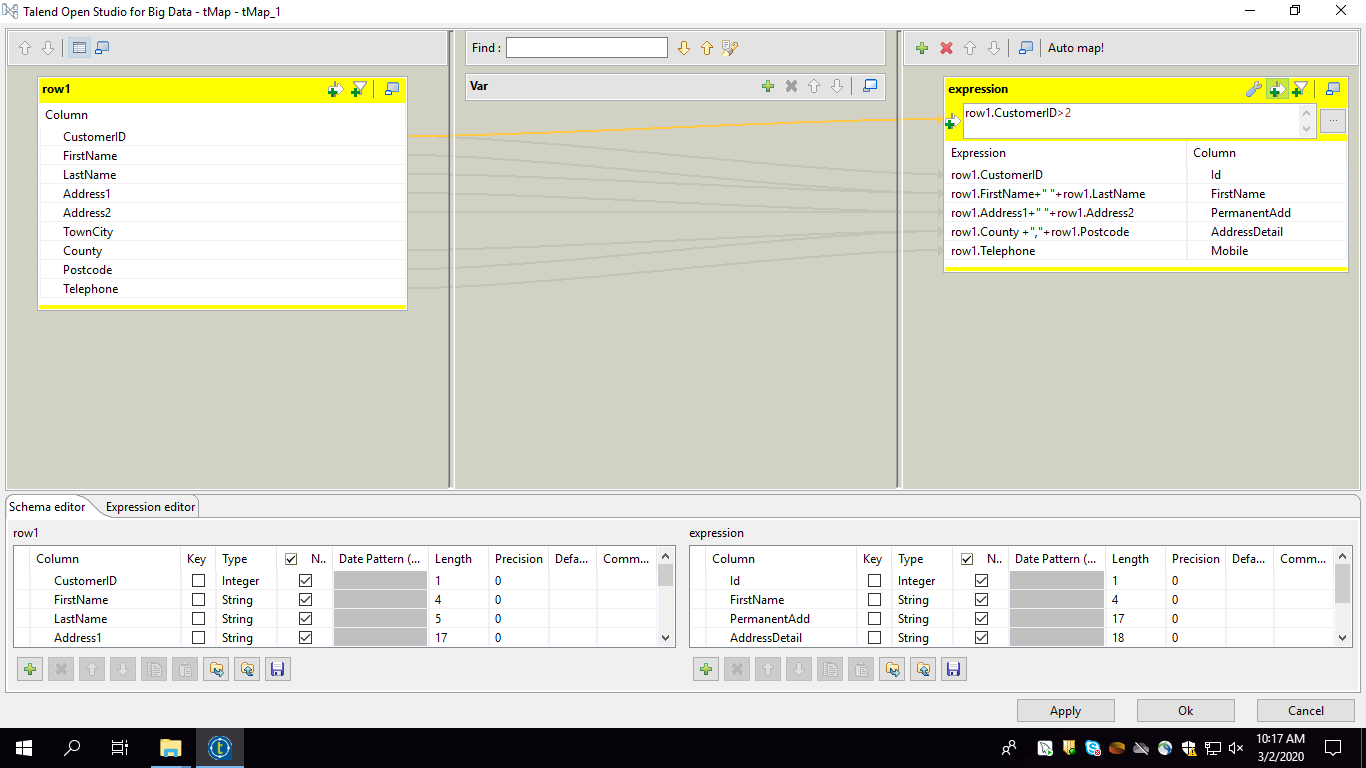 Talend Open Studio for Big Data - tMap - tMap_1
Find :
Auto map!
row1
Column
CustomerID
FirstName
LastName
Address1
Address2
TownCity
County
Postcode
Telephone
Var
expression
row1.CustomerID>2
...
Expression Column
row1.CustomerID Id
row1.FirstName+" "+row1.LastName FirstName
row1.Address1+" "+row1.Address2 PermanentAdd
row1.County +","+row1.Postcode AddressDetail
row1.Telephone Mobile
Schema editor Expression editor
row1
Column Key Type N.. Date Pattern (... Length Precision Defa... Comm...
CustomerID Integer 1 0
FirstName String 4 0
LastName String 5 0
Address1 String 17 0
expression
Column Key Type N.. Date Pattern (... Length Precision Defa... Comm...
Id Integer 1 0
FirstName String 4 0
PermanentAdd String 17 0
AddressDetail String 18 0
Apply Ok Cancel
10:17 AM
3/2/2020